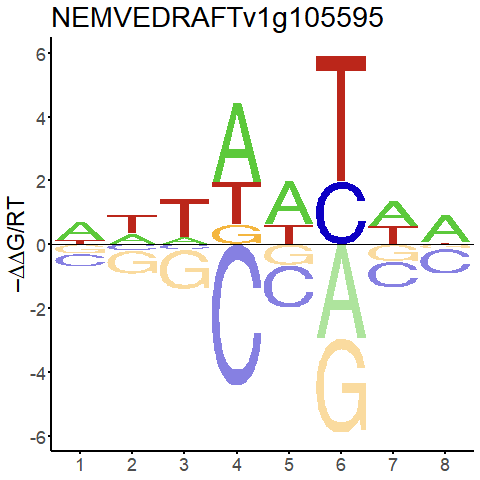 NEMVEDRAFTv1g105595
−ΔΔG/RT
6
4
2
0
-2
-4
-6
A T G C
T A G
T A C G
A T G C
A T G C
T C A G
A T G C
A C
1 2 3 4 5 6 7 8